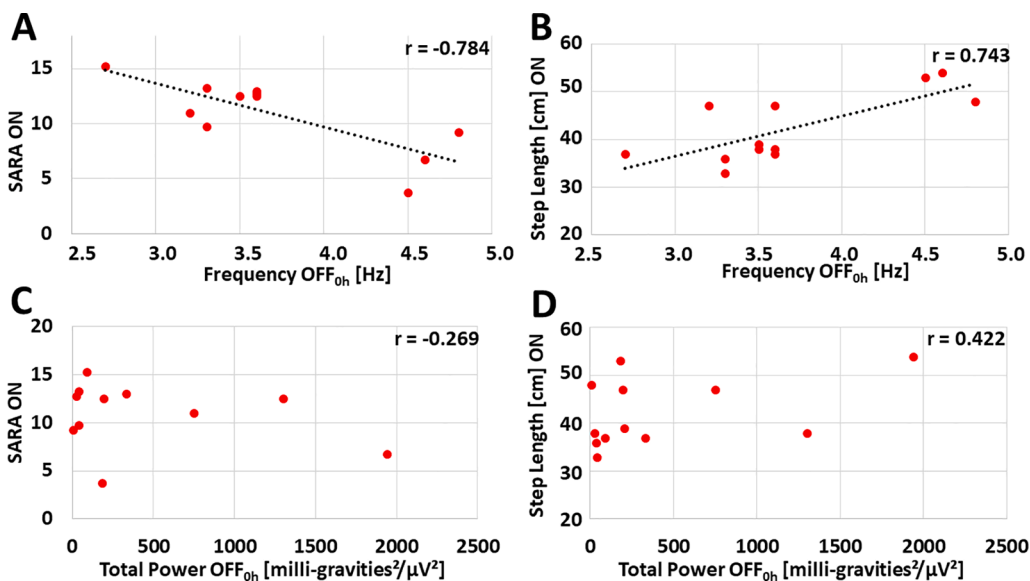 A
r = -0.784
SARA ON
15
10
5
0
2.5 3.0 3.5 4.0 4.5 5.0
Frequency OFF0h [Hz]
B
r = 0.743
Step Length [cm] ON
60
50
40
30
20
2.5 3.0 3.5 4.0 4.5 5.0
Frequency OFF0h [Hz]
C
r = -0.269
SARA ON
20
15
10
5
0
0 500 1000 1500 2000 2500
Total Power OFF0h [milli-gravities²/µV²]
D
r = 0.422
Step Length [cm] ON
60
50
40
30
20
0 500 1000 1500 2000 2500
Total Power OFF0h [milli-gravities²/µV²]